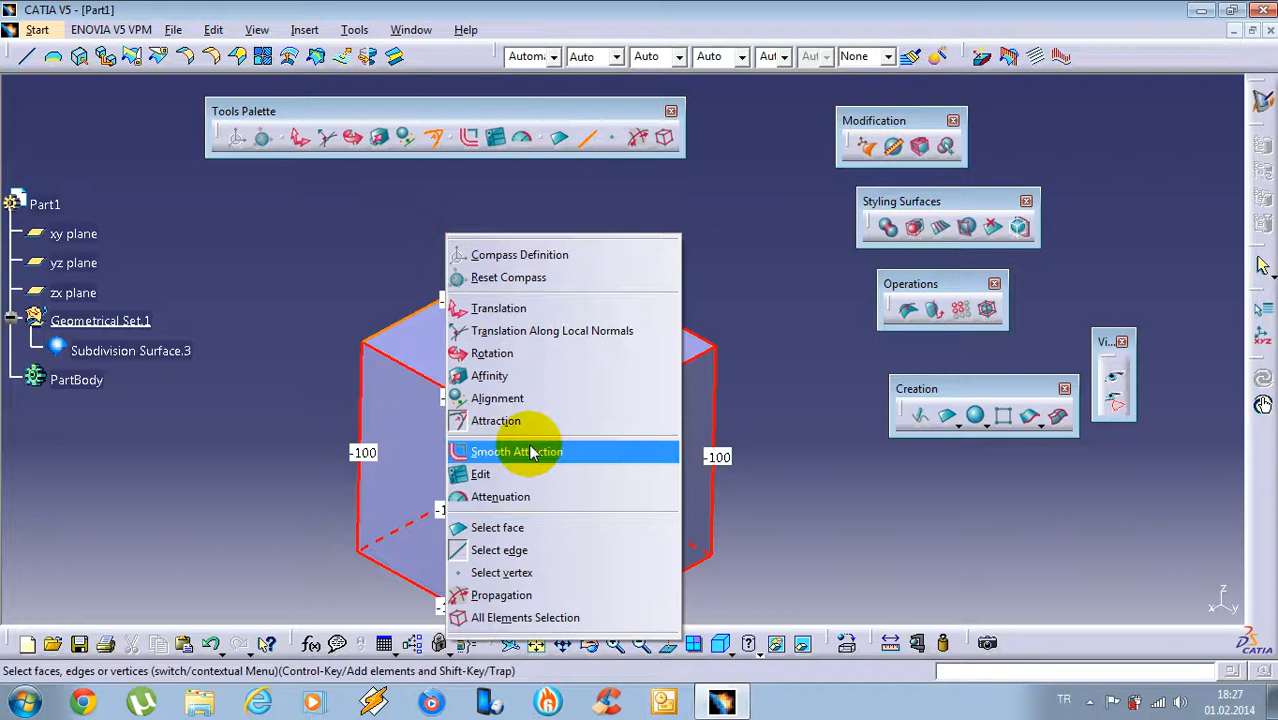 CATIA V5 - [Part1]
Start ENOVIA V5 VPM File Edit View Insert Tools Window Help
Autom Auto Auto Auto Aut Aut None
Tools Palette
Modification
Styling Surfaces
Operations
Vi...
Creation
Part1
xy plane
yz plane
zx plane
Geometrical Set.1
Subdivision Surface.3
PartBody
Compass Definition
Reset Compass
Translation
Translation Along Local Normals
Rotation
Affinity
Alignment
Attraction
Smooth Attraction
Edit
Attenuation
Select face
Select edge
Select vertex
Propagation
All Elements Selection
-100
-100
z
x y
XYZ
f(x)
CATIA
Select faces, edges or vertices (switch/contextual Menu)(Control-Key/Add elements and Shift-Key/Trap)
TR
18:27
01.02.2014